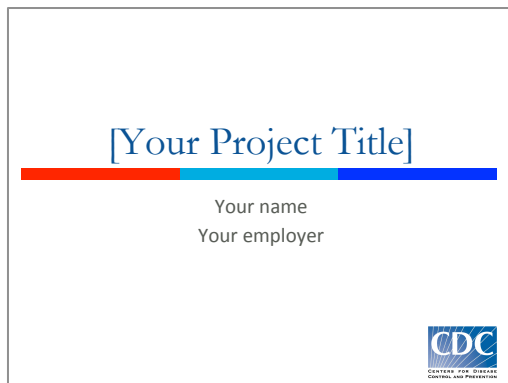 [Your Project Title]
Your name
Your employer
CDC
CENTERS FOR DISEASE
CONTROL AND PREVENTION